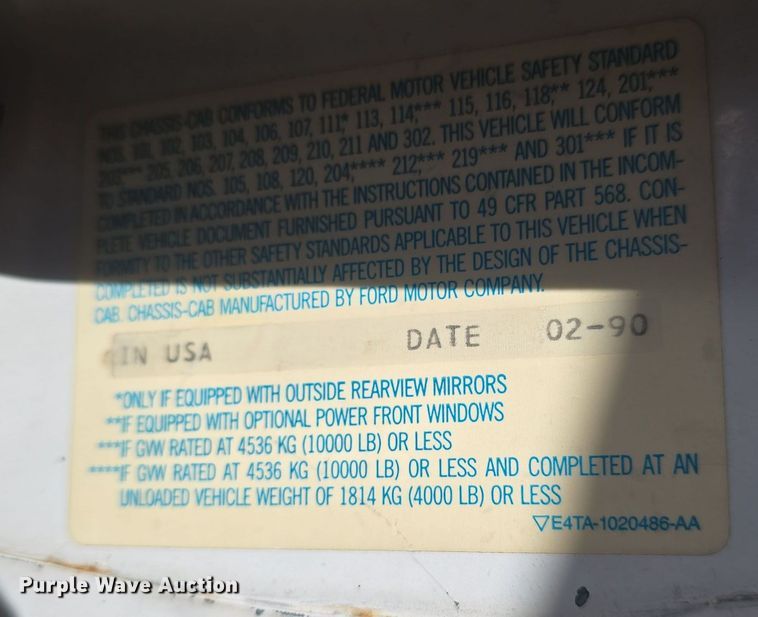 THIS CHASSIS-CAB CONFORMS TO FEDERAL MOTOR VEHICLE SAFETY STANDARD
NOS. 101, 102, 103, 104, 106, 107, 111,* 113, 114,*** 115, 116, 118,** 124, 201,***
203*** 205, 206, 207, 208, 209, 210, 211 AND 302. THIS VEHICLE WILL CONFORM
TO STANDARD NOS. 105, 108, 120, 204,**** 212,*** 219*** AND 301*** IF IT IS
COMPLETED IN ACCORDANCE WITH THE INSTRUCTIONS CONTAINED IN THE INCOM-
PLETE VEHICLE DOCUMENT FURNISHED PURSUANT TO 49 CFR PART 568. CON-
FORMITY TO THE OTHER SAFETY STANDARDS APPLICABLE TO THIS VEHICLE WHEN
COMPLETED IS NOT SUBSTANTIALLY AFFECTED BY THE DESIGN OF THE CHASSIS-
CAB. CHASSIS-CAB MANUFACTURED BY FORD MOTOR COMPANY.
IN USA DATE 02-90
*ONLY IF EQUIPPED WITH OUTSIDE REARVIEW MIRRORS
**IF EQUIPPED WITH OPTIONAL POWER FRONT WINDOWS
***IF GVW RATED AT 4536 KG (10000 LB) OR LESS
****IF GVW RATED AT 4536 KG (10000 LB) OR LESS AND COMPLETED AT AN
UNLOADED VEHICLE WEIGHT OF 1814 KG (4000 LB) OR LESS
▽E4TA-1020486-AA
Purple Wave Auction